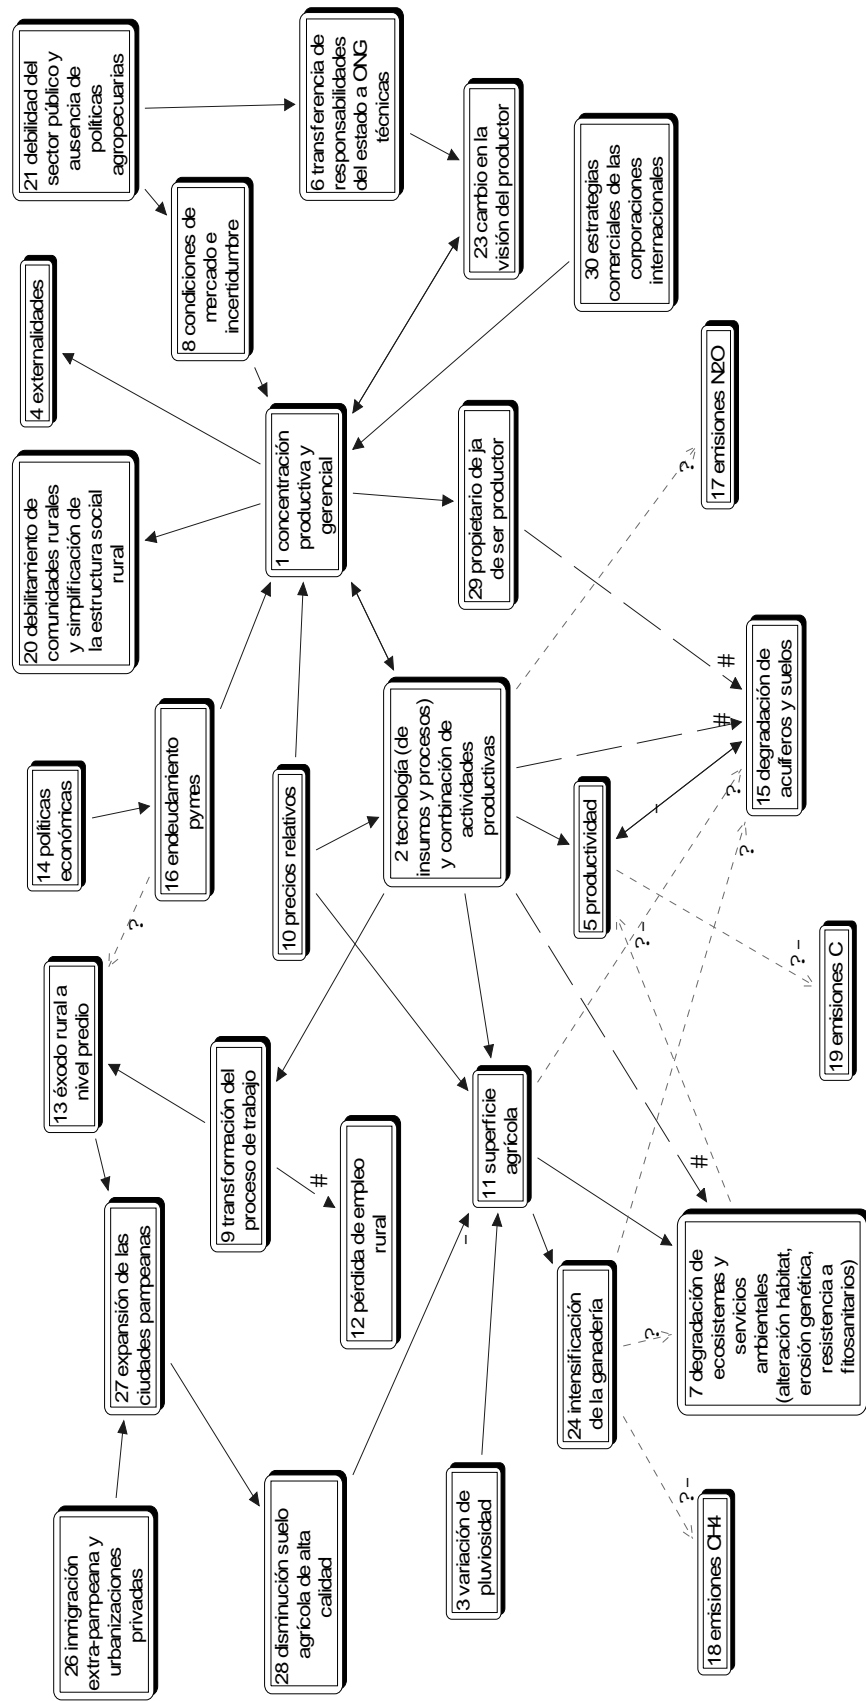 26 inmigración
extra-pampeana y
urbanizaciones
privadas
27 expansión de las
ciudades pampeanas
13 éxodo rural a
nivel predio
14 políticas
económicas
20 debilitamiento de
comunidades rurales
y simplificación de
la estructura social
rural
4 externalidades
21 debilidad del
sector público y
ausencia de
políticas
agropecuarias
?
16 endeudamiento
pymes
8 condiciones de
mercado e
incertidumbre
9 transformación del
proceso de trabajo
28 disminución suelo
agrícola de alta
calidad
10 precios relativos
1 concentración
productiva y
gerencial
6 transferencia de
responsabilidades
del estado a ONG
técnicas
#
12 pérdida de empleo
rural
2 tecnología (de
insumos y procesos)
y combinación de
actividades
productivas
3 variación de
pluviosidad
-
11 superficie
agrícola
29 propietario de ja
de ser productor
23 cambio en la
visión del productor
24 intensificación
de la ganadería
5 productividad
30 estrategias
comerciales de las
corporaciones
internacionales
?
?-
-
?-
18 emisiones CH4
7 degradación de
ecosistemas y
servicios
ambientales
(alteración hábitat,
erosión genética,
resistencia a
fitosanitarios)
#
?
?
#
#
?
17 emisiones N2O
15 degradación de
acuíferos y suelos
?-
19 emisiones C